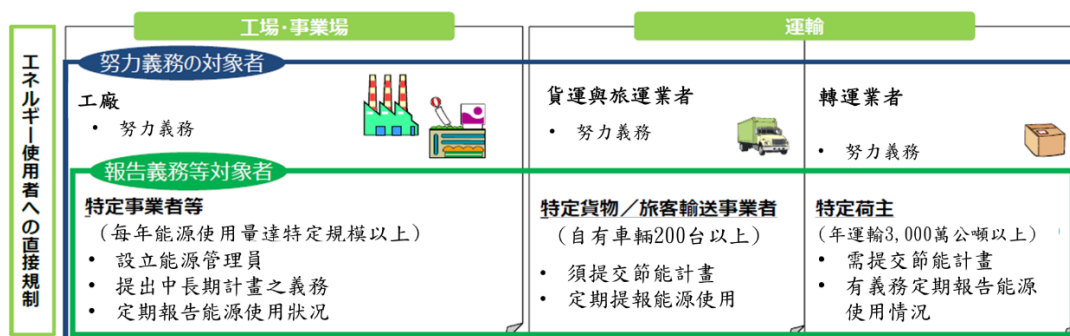 工場・事業場
運輸
エネルギー使用者への直接規制
努力義務の対象者
工廠
• 努力義務
貨運與旅運業者
• 努力義務
轉運業者
• 努力義務
報告義務等対象者
特定事業者等
（每年能源使用量達特定規模以上）
• 設立能源管理員
• 提出中長期計畫之義務
• 定期報告能源使用狀況
特定貨物／旅客輸送事業者
（自有車輛200台以上）
• 須提交節能計畫
• 定期提報能源使用
特定荷主
（年運輸3,000萬公噸以上）
• 需提交節能計畫
• 有義務定期報告能源
使用情況